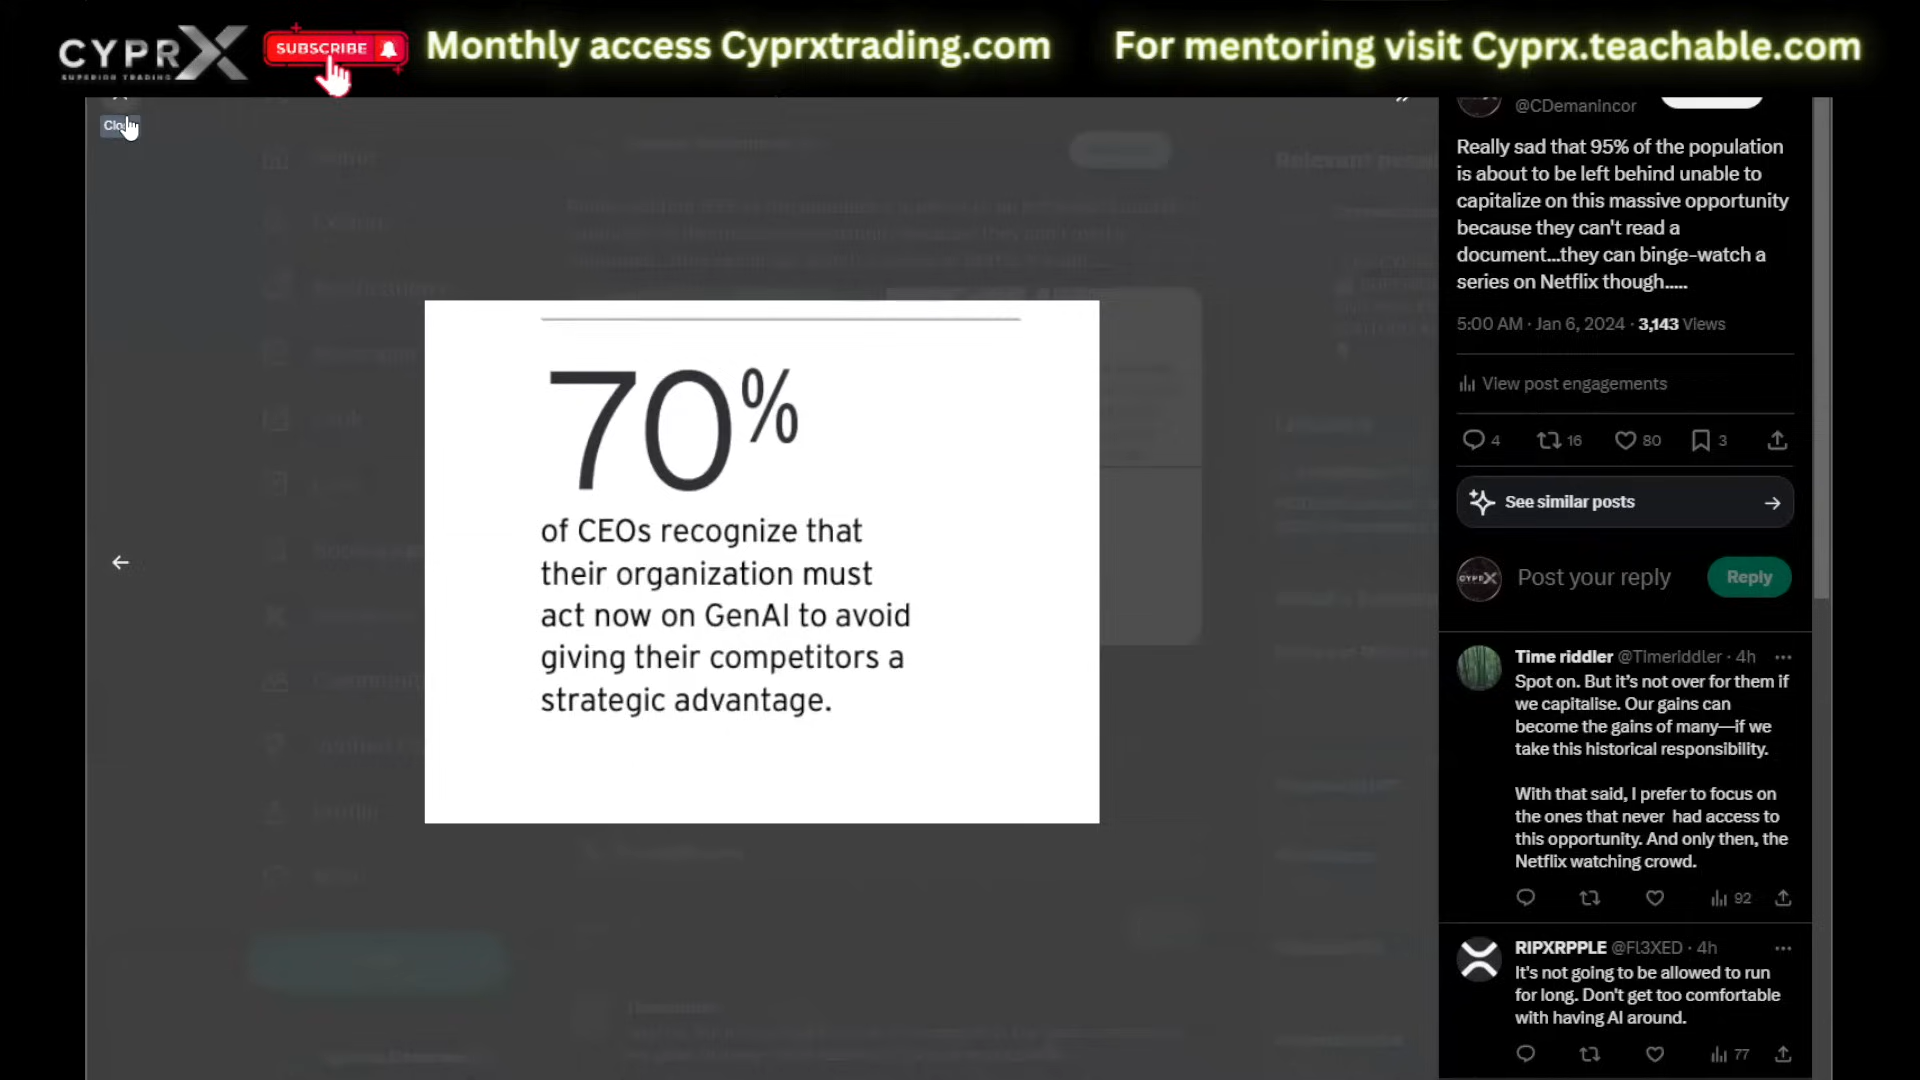 CYPRX
SUPERIOR TRADING
SUBSCRIBE
Monthly access Cyprxtrading.com
For mentoring visit Cyprx.teachable.com
70%
of CEOs recognize that
their organization must
act now on GenAI to avoid
giving their competitors a
strategic advantage.
@CDemanIncor
Really sad that 95% of the population
is about to be left behind unable to
capitalize on this massive opportunity
because they can't read a
document...they can binge-watch a
series on Netflix though.....
5:00 AM · Jan 6, 2024 · 3,143 Views
View post engagements
4 16 80 3
See similar posts
CYPRX
Post your reply
Reply
Time riddler @Timeriddler · 4h
Spot on. But it's not over for them if
we capitalise. Our gains can
become the gains of many—if we
take this historical responsibility.
With that said, I prefer to focus on
the ones that never had access to
this opportunity. And only then, the
Netflix watching crowd.
92
RIPXRPPLE @Fl3XED · 4h
It's not going to be allowed to run
for long. Don't get too comfortable
with having AI around.
77